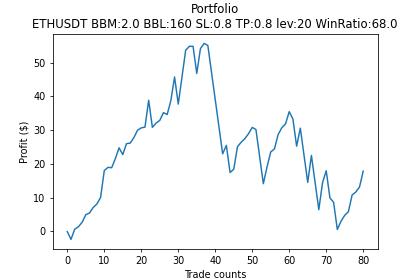 Portfolio
ETHUSDT BBM:2.0 BBL:160 SL:0.8 TP:0.8 lev:20 WinRatio:68.0
Profit ($)
50
40
30
20
10
0
0 10 20 30 40 50 60 70 80
Trade counts